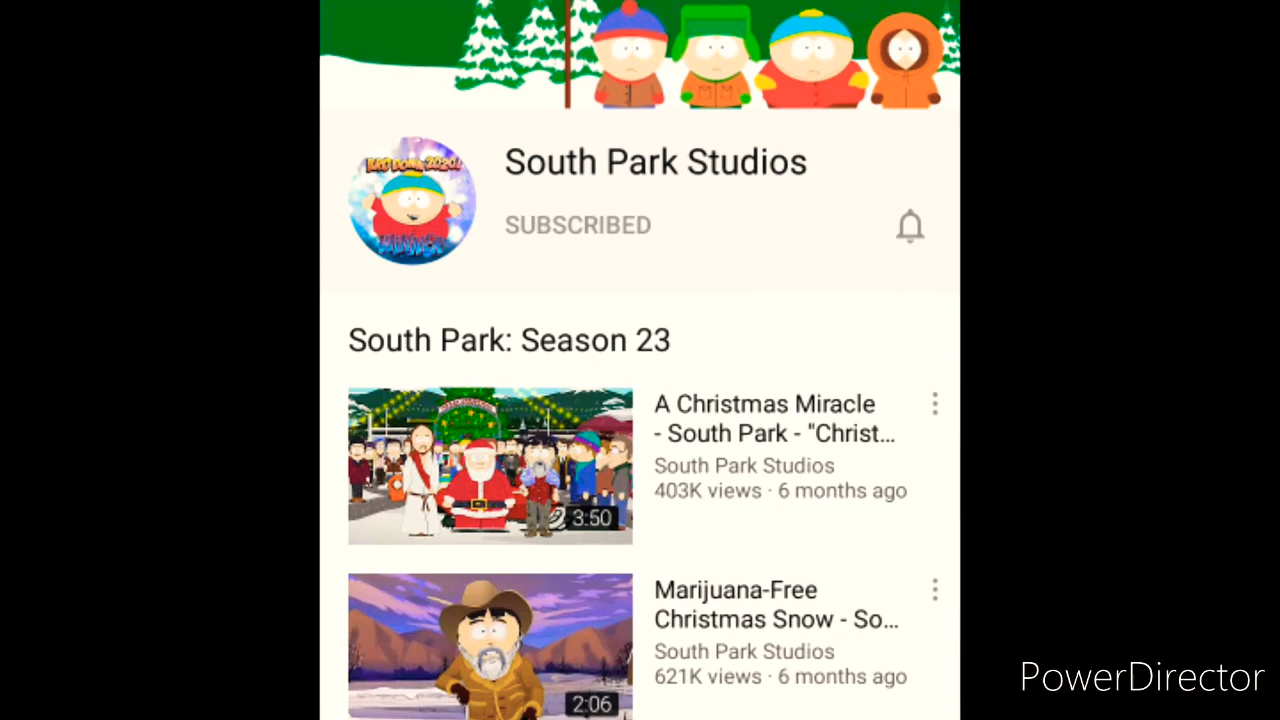 South Park Studios
SUBSCRIBED
South Park: Season 23
A Christmas Miracle
- South Park - "Christ...
South Park Studios
403K views · 6 months ago
3:50
Marijuana-Free
Christmas Snow - So...
South Park Studios
621K views · 6 months ago
2:06
PowerDirector